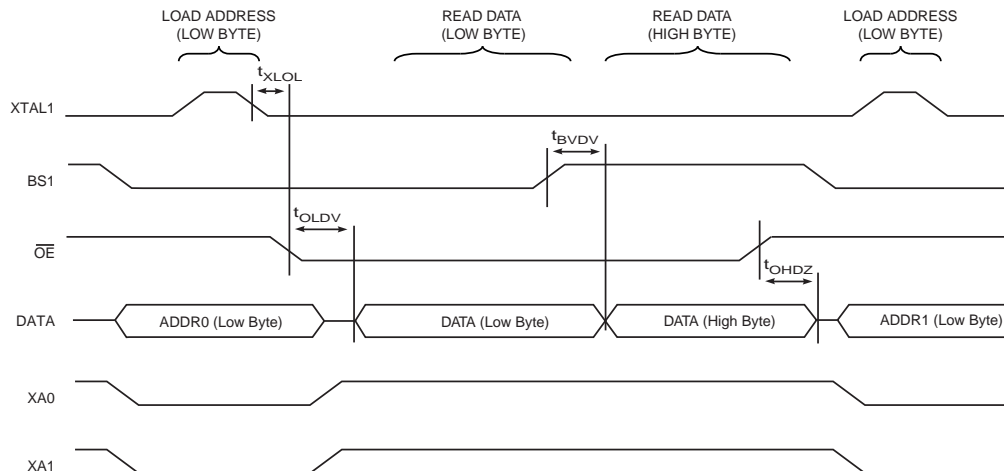 LOAD ADDRESS
(LOW BYTE)
READ DATA
(LOW BYTE)
READ DATA
(HIGH BYTE)
LOAD ADDRESS
(LOW BYTE)
tXLOL
XTAL1
tBVDV
BS1
tOLDV
OE
tOHDZ
DATA
ADDR0 (Low Byte)
DATA (Low Byte)
DATA (High Byte)
ADDR1 (Low Byte)
XA0
XA1